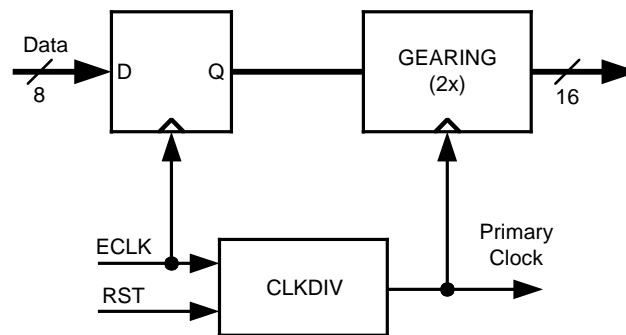 Data
8
D
Q
GEARING
(2x)
16
ECLK
RST
CLKDIV
Primary
Clock